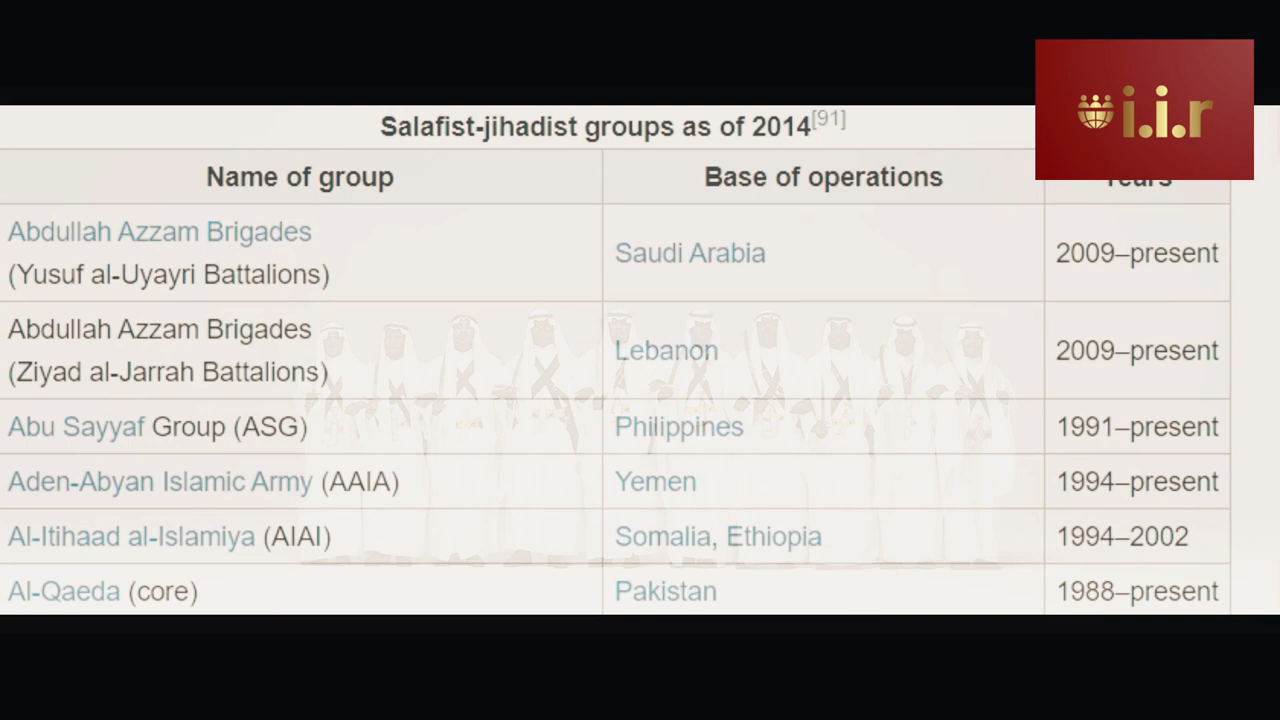 i.i.r
Salafist-jihadist groups as of 2014[91]
Name of group Base of operations Years
Abdullah Azzam Brigades
(Yusuf al-Uyayri Battalions) Saudi Arabia 2009–present
Abdullah Azzam Brigades
(Ziyad al-Jarrah Battalions) Lebanon 2009–present
Abu Sayyaf Group (ASG) Philippines 1991–present
Aden-Abyan Islamic Army (AAIA) Yemen 1994–present
Al-Itihaad al-Islamiya (AIAI) Somalia, Ethiopia 1994–2002
Al-Qaeda (core) Pakistan 1988–present